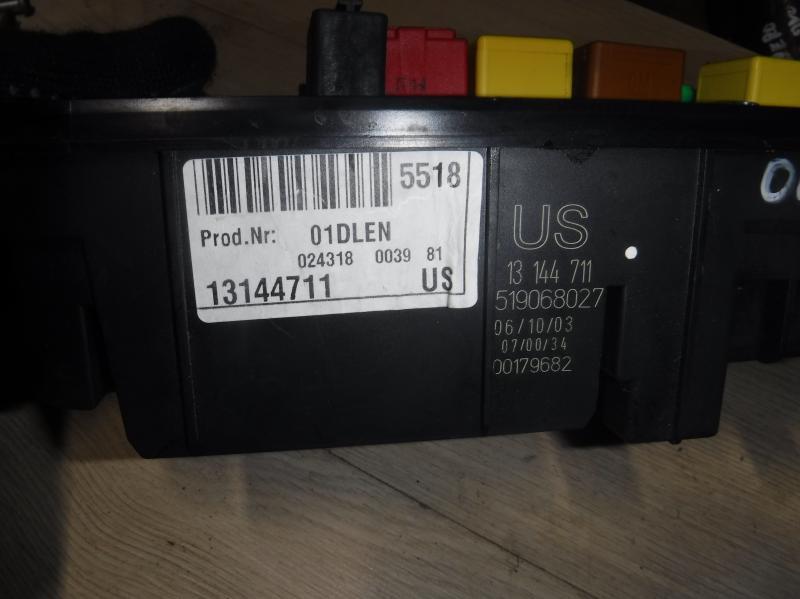 5518
Prod.Nr: 01DLEN
024318 0039 81
13144711 US
US
13 144 711
519068027
06/10/03
07/00/34
00179682